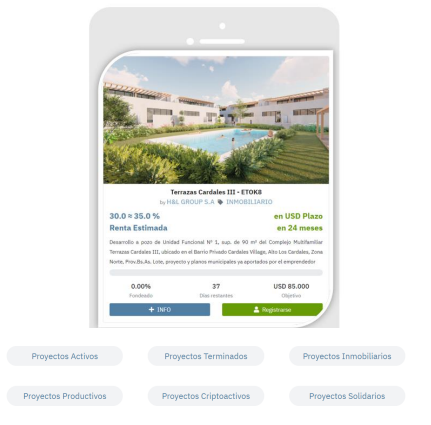 Terrazas Cardales III - ETOK8
by H&L GROUP S.A INMOBILIARIO
30.0 ≈ 35.0 %
en USD Plazo
Renta Estimada
en 24 meses
Desarrollo a pozo de Unidad Funcional Nº 1, sup. de 90 m² del Complejo Multifamiliar
Terrazas Cardales III, ubicado en el Barrio Privado Cardales Village, Alto Los Cardales, Zona
Norte, Prov.Bs.As. Lote, proyecto y planos municipales ya aportados por el emprendedor
0.00%
37
USD 85.000
Fondeado
Días restantes
Objetivo
+ INFO
Registrarse
Proyectos Activos
Proyectos Terminados
Proyectos Inmobiliarios
Proyectos Productivos
Proyectos Criptoactivos
Proyectos Solidarios